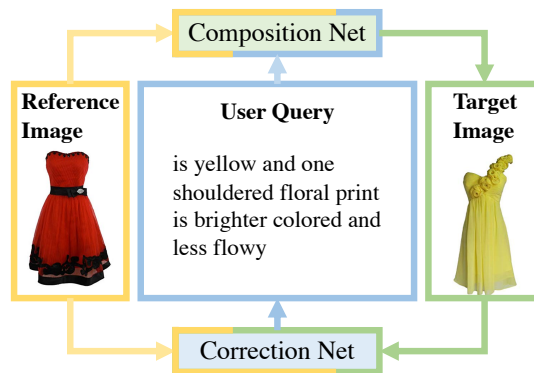 Composition Net
Reference
Image
User Query
is yellow and one
shouldered floral print
is brighter colored and
less flowy
Target
Image
Correction Net